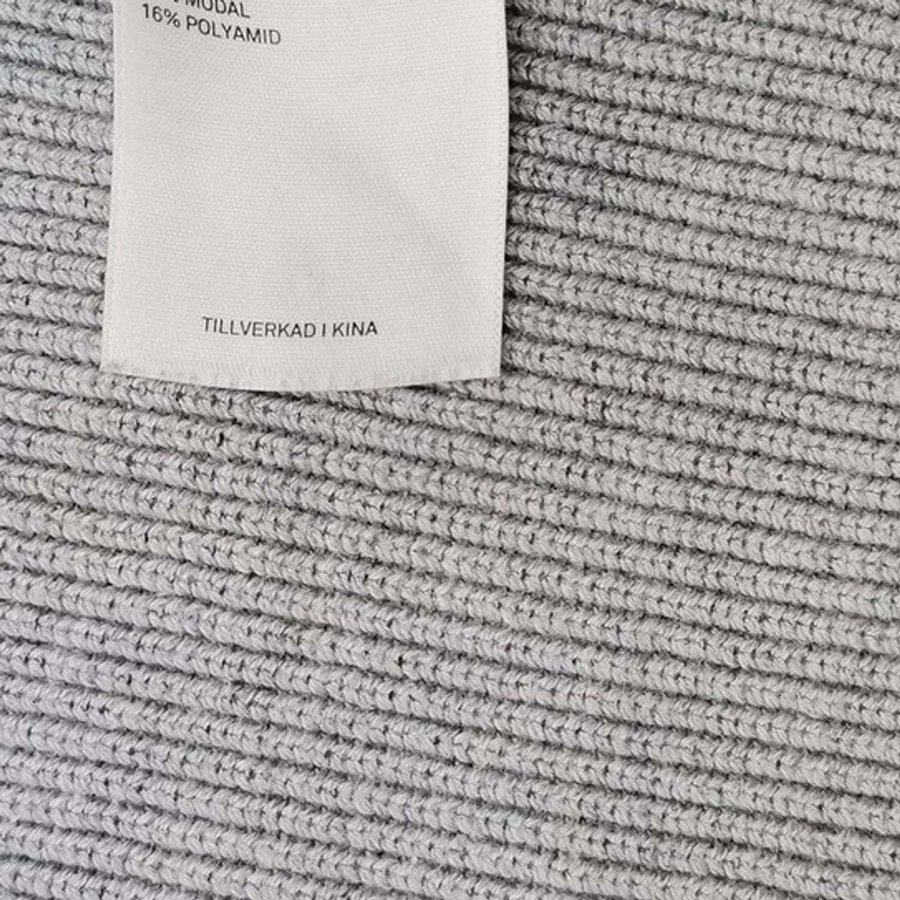 MODAL
16% POLYAMID
TILLVERKAD I KINA